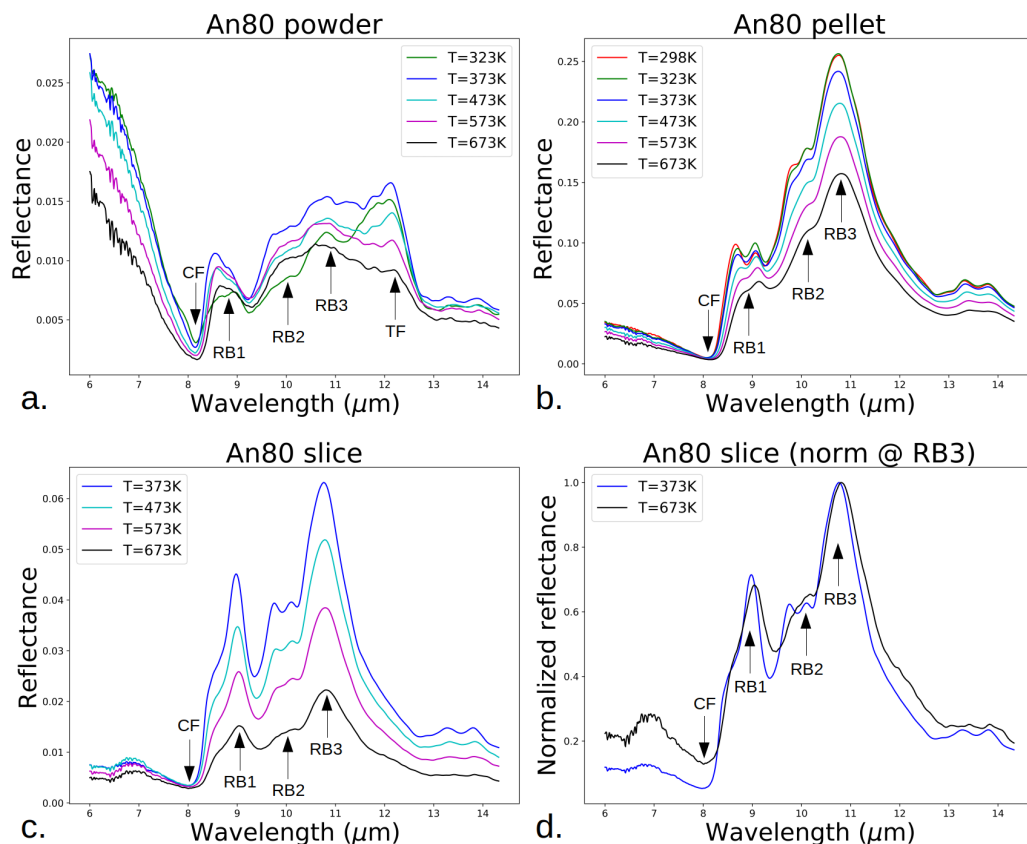 An80 powder
T=323K
T=373K
T=473K
T=573K
T=673K
0.025
0.020
0.015
0.010
0.005
Reflectance
CF
RB1
RB2
RB3
TF
6 7 8 9 10 11 12 13 14
Wavelength (μm)
a.
An80 pellet
T=298K
T=323K
T=373K
T=473K
T=573K
T=673K
0.25
0.20
0.15
0.10
0.05
0.00
Reflectance
CF
RB1
RB2
RB3
6 7 8 9 10 11 12 13 14
Wavelength (μm)
b.
An80 slice
T=373K
T=473K
T=573K
T=673K
0.06
0.05
0.04
0.03
0.02
0.01
0.00
Reflectance
CF
RB1
RB2
RB3
6 7 8 9 10 11 12 13 14
Wavelength (μm)
c.
An80 slice (norm @ RB3)
T=373K
T=673K
1.0
0.8
0.6
0.4
0.2
Normalized reflectance
CF
RB1
RB2
RB3
6 7 8 9 10 11 12 13 14
Wavelength (μm)
d.